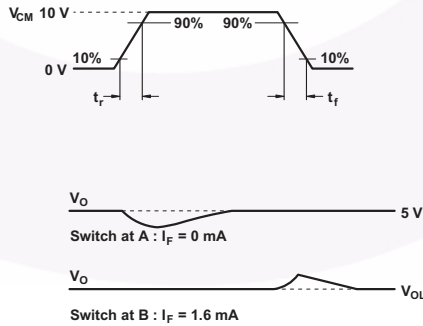 V_CM 10 V
90% 90%
10% 10%
0 V
t_r t_f
V_O
5 V
Switch at A : I_F = 0 mA
V_O
V_OL
Switch at B : I_F = 1.6 mA